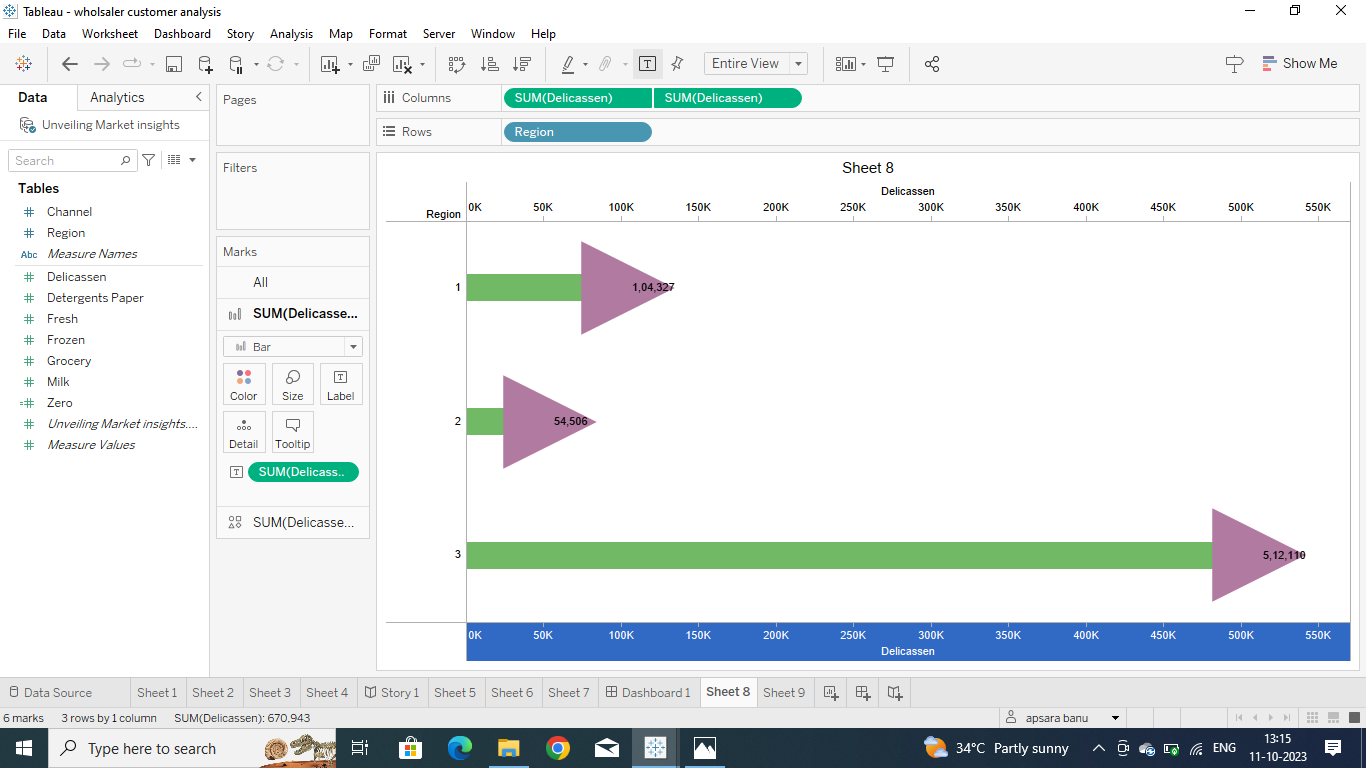 Tableau - wholsaler customer analysis
File Data Worksheet Dashboard Story Analysis Map Format Server Window Help
Entire View
Show Me
Data Analytics
Unveiling Market insights
Search
Tables
Channel
Region
Abc Measure Names
Delicassen
Detergents Paper
Fresh
Frozen
Grocery
Milk
Zero
Unveiling Market insights....
Measure Values
Pages
Filters
Marks
All
SUM(Delicasse...
Bar
Color Size Label
Detail Tooltip
SUM(Delicass..
SUM(Delicasse...
Columns SUM(Delicassen) SUM(Delicassen)
Rows Region
Sheet 8
Delicassen
Region 0K 50K 100K 150K 200K 250K 300K 350K 400K 450K 500K 550K
1 1,04,327
2 54,506
3 5,12,110
0K 50K 100K 150K 200K 250K 300K 350K 400K 450K 500K 550K
Delicassen
Data Source Sheet 1 Sheet 2 Sheet 3 Sheet 4 Story 1 Sheet 5 Sheet 6 Sheet 7 Dashboard 1 Sheet 8 Sheet 9
6 marks 3 rows by 1 column SUM(Delicassen): 670,943 apsara banu
Type here to search 34°C Partly sunny ENG 13:15
11-10-2023